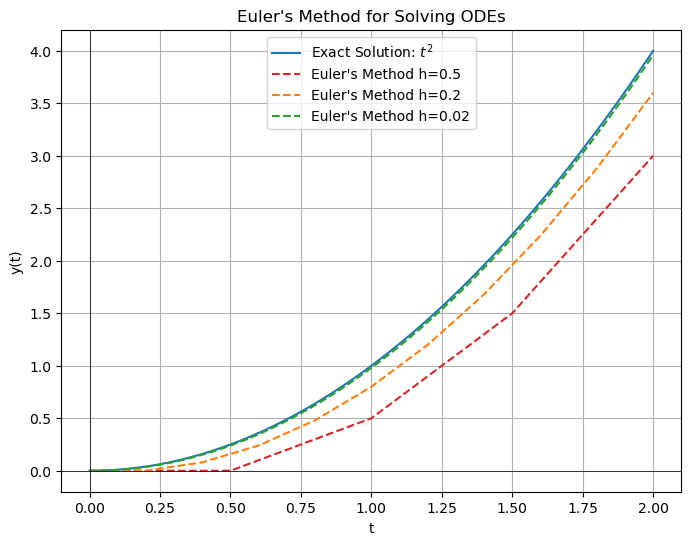 Euler's Method for Solving ODEs
Exact Solution: t²
Euler's Method h=0.5
Euler's Method h=0.2
Euler's Method h=0.02
y(t)
4.0
3.5
3.0
2.5
2.0
1.5
1.0
0.5
0.0
0.00 0.25 0.50 0.75 1.00 1.25 1.50 1.75 2.00
t